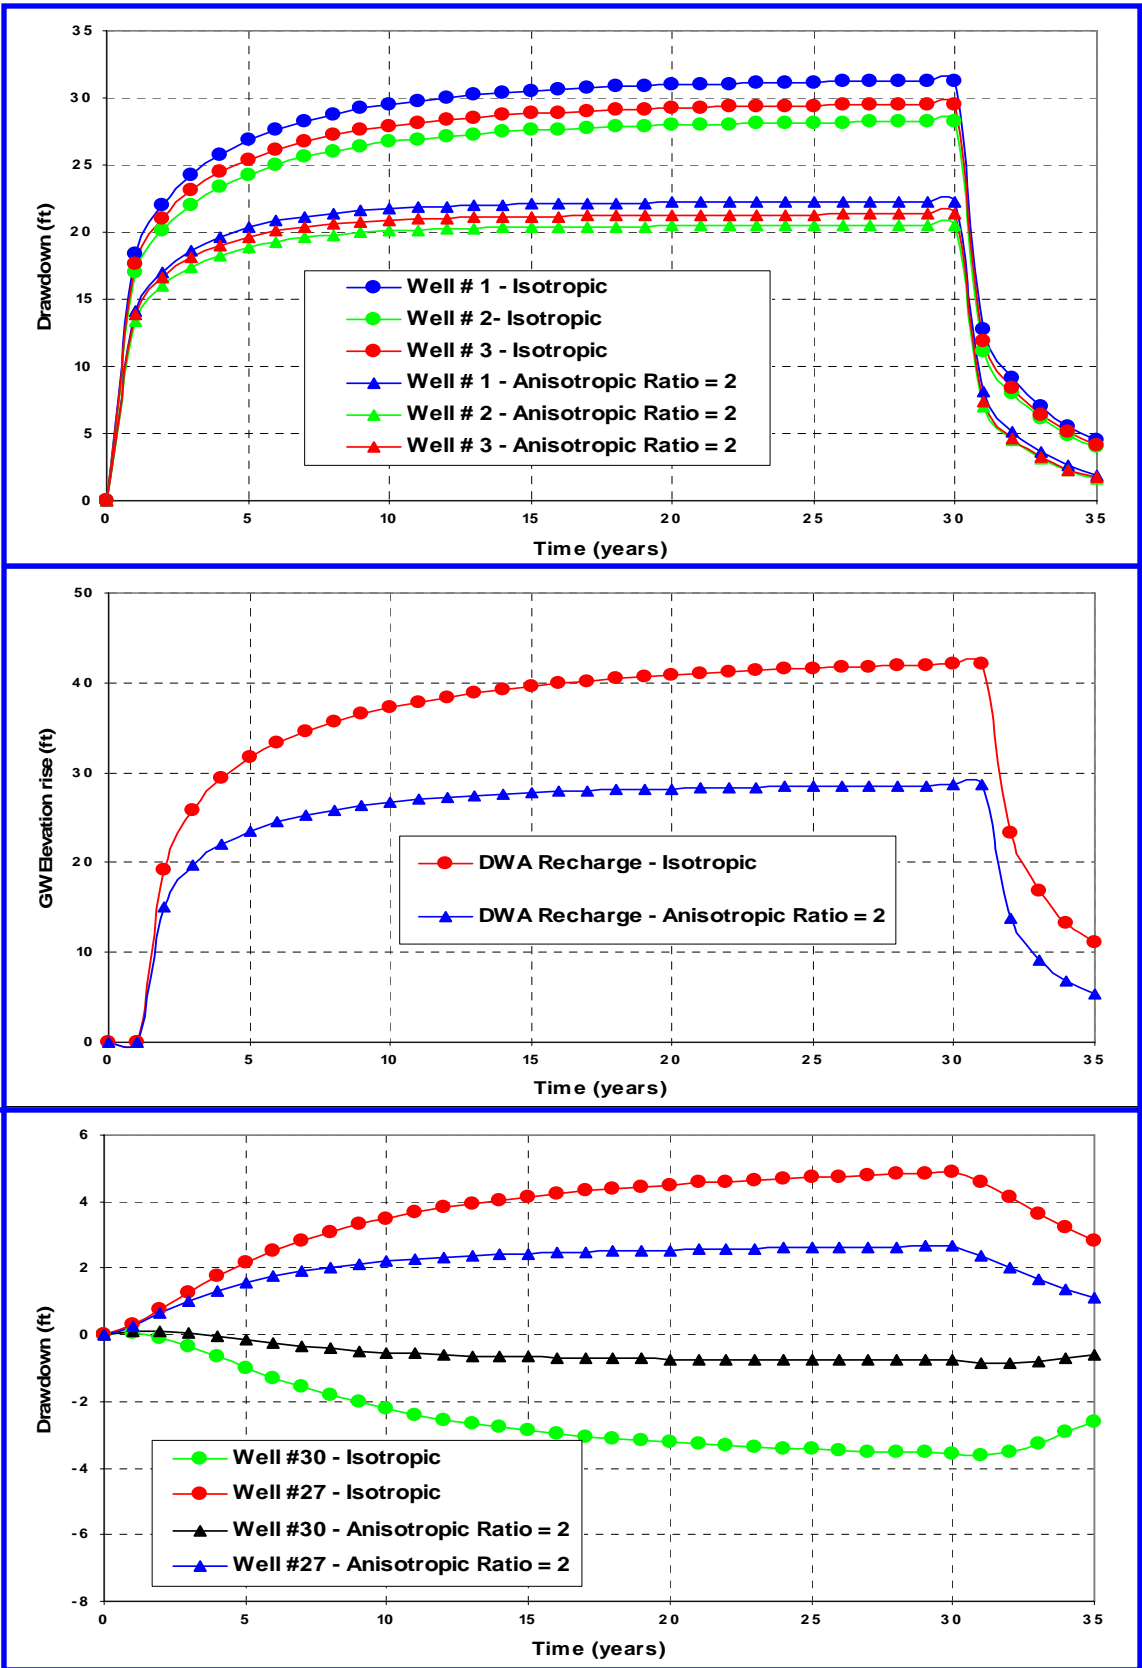 35
30
25
20
15
10
5
0
Drawdown (ft)
Well # 1 - Isotropic
Well # 2- Isotropic
Well # 3 - Isotropic
Well # 1 - Anisotropic Ratio = 2
Well # 2 - Anisotropic Ratio = 2
Well # 3 - Anisotropic Ratio = 2
0 5 10 15 20 25 30 35
Time (years)
50
40
30
20
10
0
GW Elevation rise (ft)
DWA Recharge - Isotropic
DWA Recharge - Anisotropic Ratio = 2
0 5 10 15 20 25 30 35
Time (years)
6
4
2
0
-2
-4
-6
-8
Drawdown (ft)
Well #30 - Isotropic
Well #27 - Isotropic
Well #30 - Anisotropic Ratio = 2
Well #27 - Anisotropic Ratio = 2
0 5 10 15 20 25 30 35
Time (years)